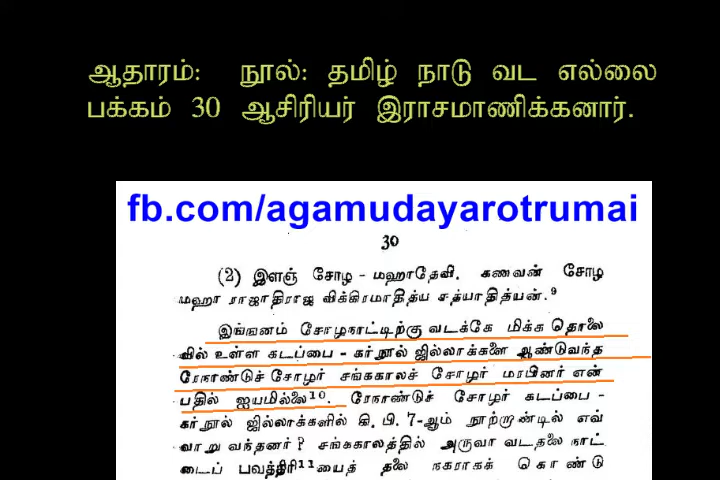 ஆதாரம்: நூல்: தமிழ் நாடு வட எல்லை
பக்கம் 30 ஆசிரியர் இராசமாணிக்கனார்.
fb.com/agamudayarotrumai
30
(2) இளஞ் சோழ - மஹாதேவி. கணவன் சோழ
மஹா ராஜாதிராஜ விக்கிரமாதித்ய சத்யாதித்யன்.9
இங்ஙனம் சோழநாட்டிற்கு வடக்கே மிக்க தொலை
வில் உள்ள கடப்பை - கர்நூல் ஜில்லாக்களை ஆண்டுவந்த
ரேநாண்டுச் சோழர் சங்ககாலச் சோழர் மரபினர் என்
பதில் ஐயமில்லை10. ரேநாண்டுச் சோழர் கடப்பை -
கர்நூல் ஜில்லாக்களில் கி. பி. 7-ஆம் நூற்றாண்டில் எவ்
வாறு வந்தனர்? சங்ககாலத்தில் அருவா வடதலை நாட்
டைப் பவத்திரி11யைத் தலை நகராகக் கொண்டு